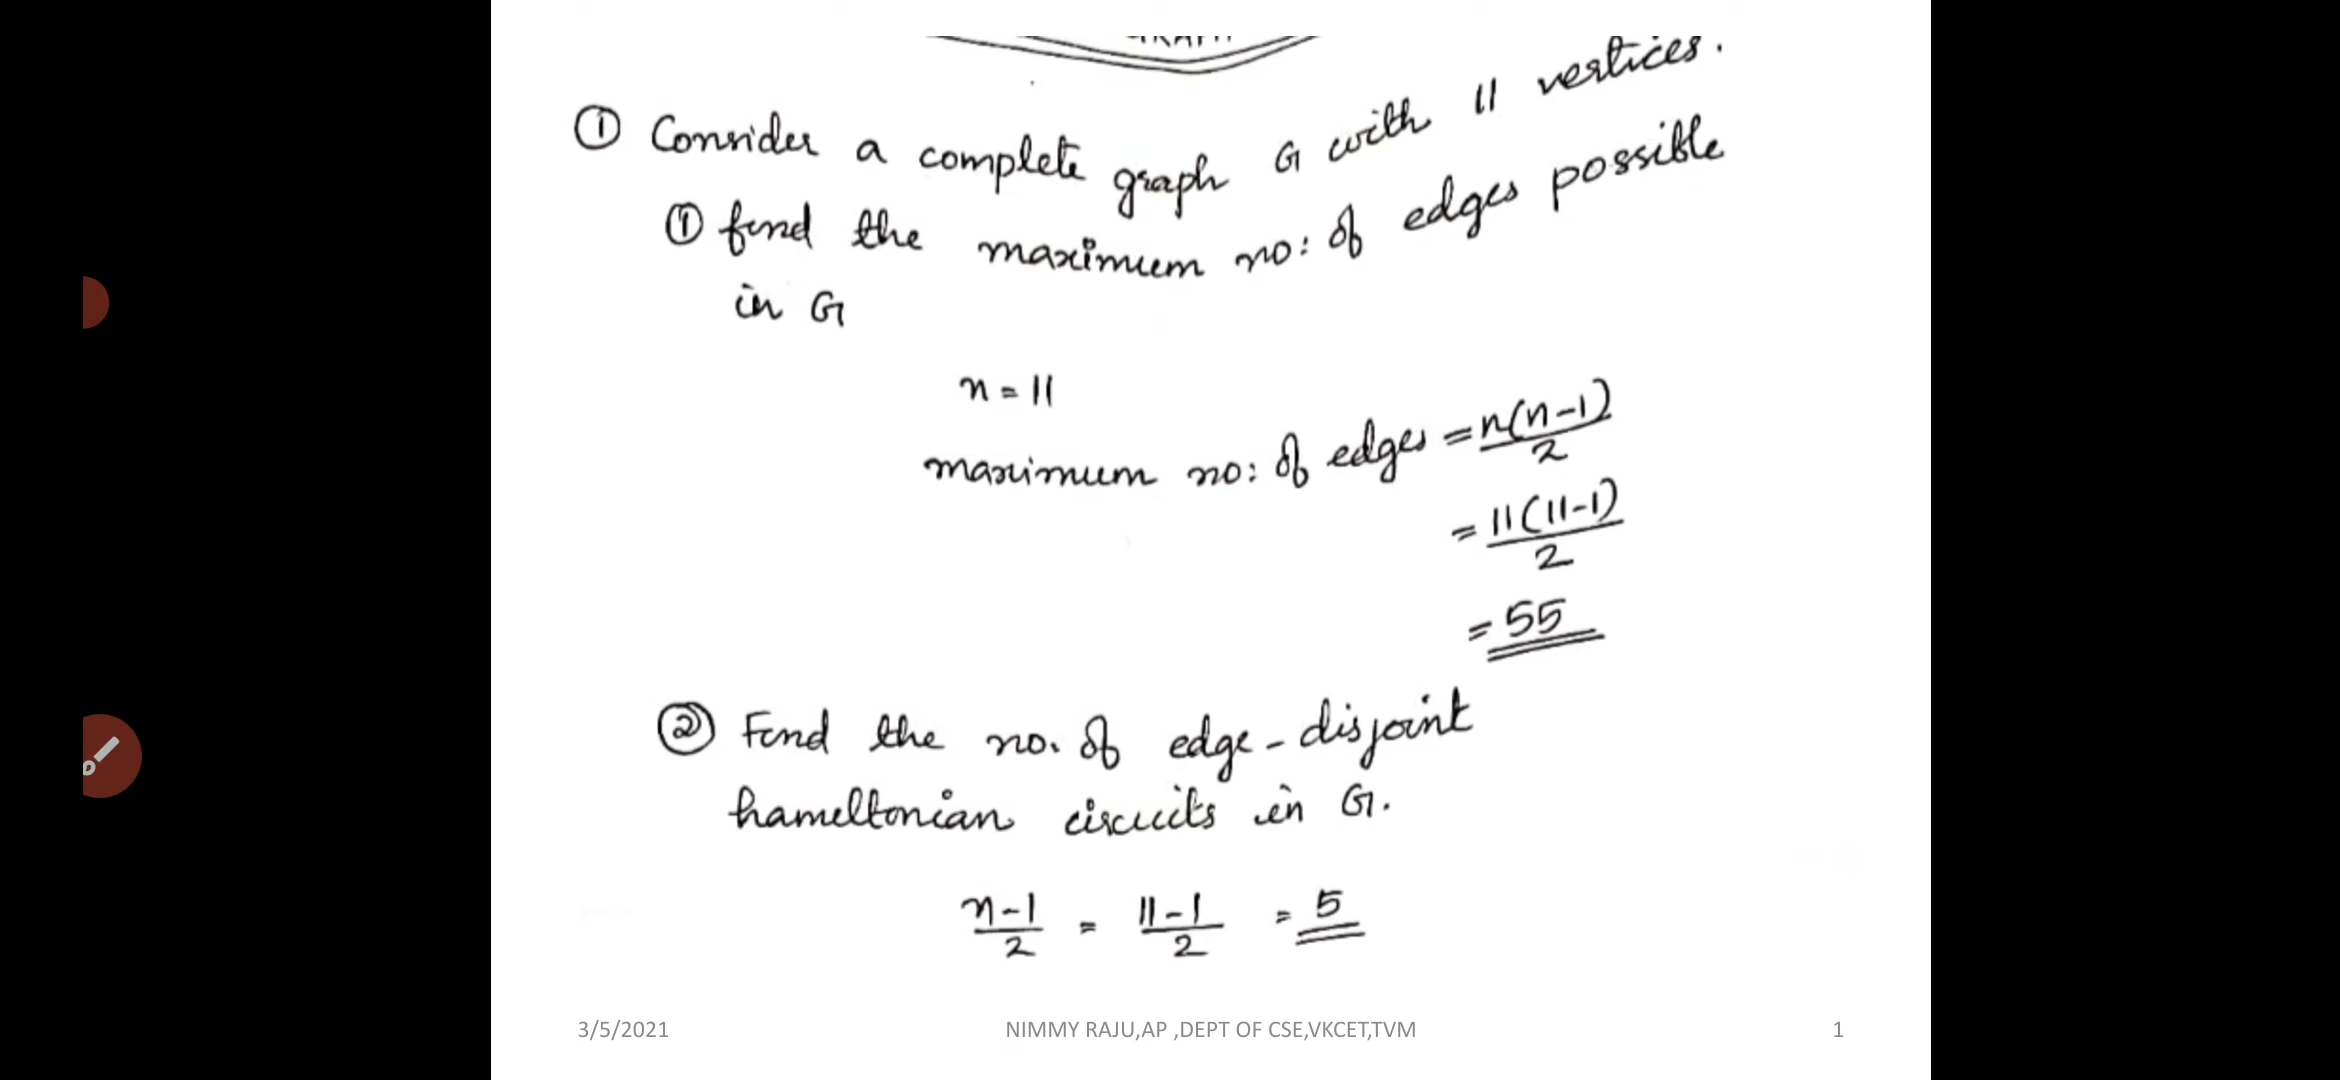 GRAPH
① Consider a complete graph G with 11 vertices.
① find the maximum no: of edges possible
in G
n = 11
maximum no: of edges = n(n-1)/2
= 11(11-1)/2
= 55
② Find the no. of edge-disjoint
hamiltonian circuits in G.
n-1/2 = 11-1/2 = 5
3/5/2021 NIMMY RAJU,AP ,DEPT OF CSE,VKCET,TVM 1